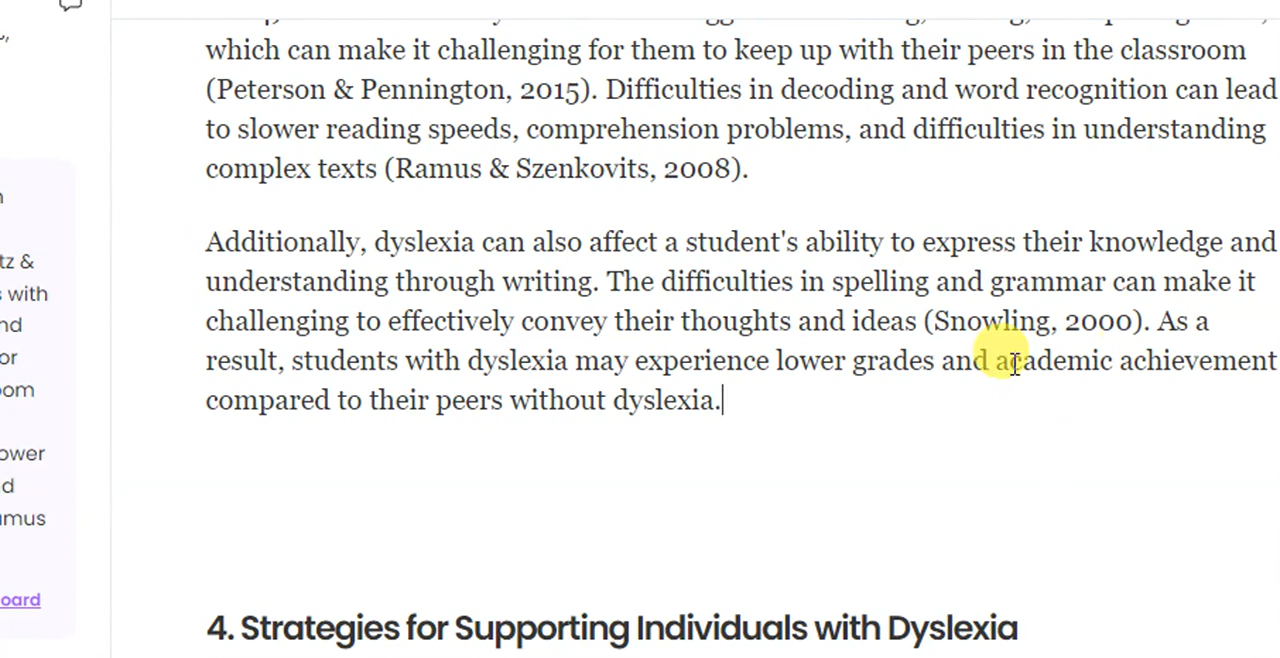 which can make it challenging for them to keep up with their peers in the classroom
(Peterson & Pennington, 2015). Difficulties in decoding and word recognition can lead
to slower reading speeds, comprehension problems, and difficulties in understanding
complex texts (Ramus & Szenkovits, 2008).
Additionally, dyslexia can also affect a student's ability to express their knowledge and
understanding through writing. The difficulties in spelling and grammar can make it
challenging to effectively convey their thoughts and ideas (Snowling, 2000). As a
result, students with dyslexia may experience lower grades and academic achievement
compared to their peers without dyslexia.
4. Strategies for Supporting Individuals with Dyslexia
tz &
with